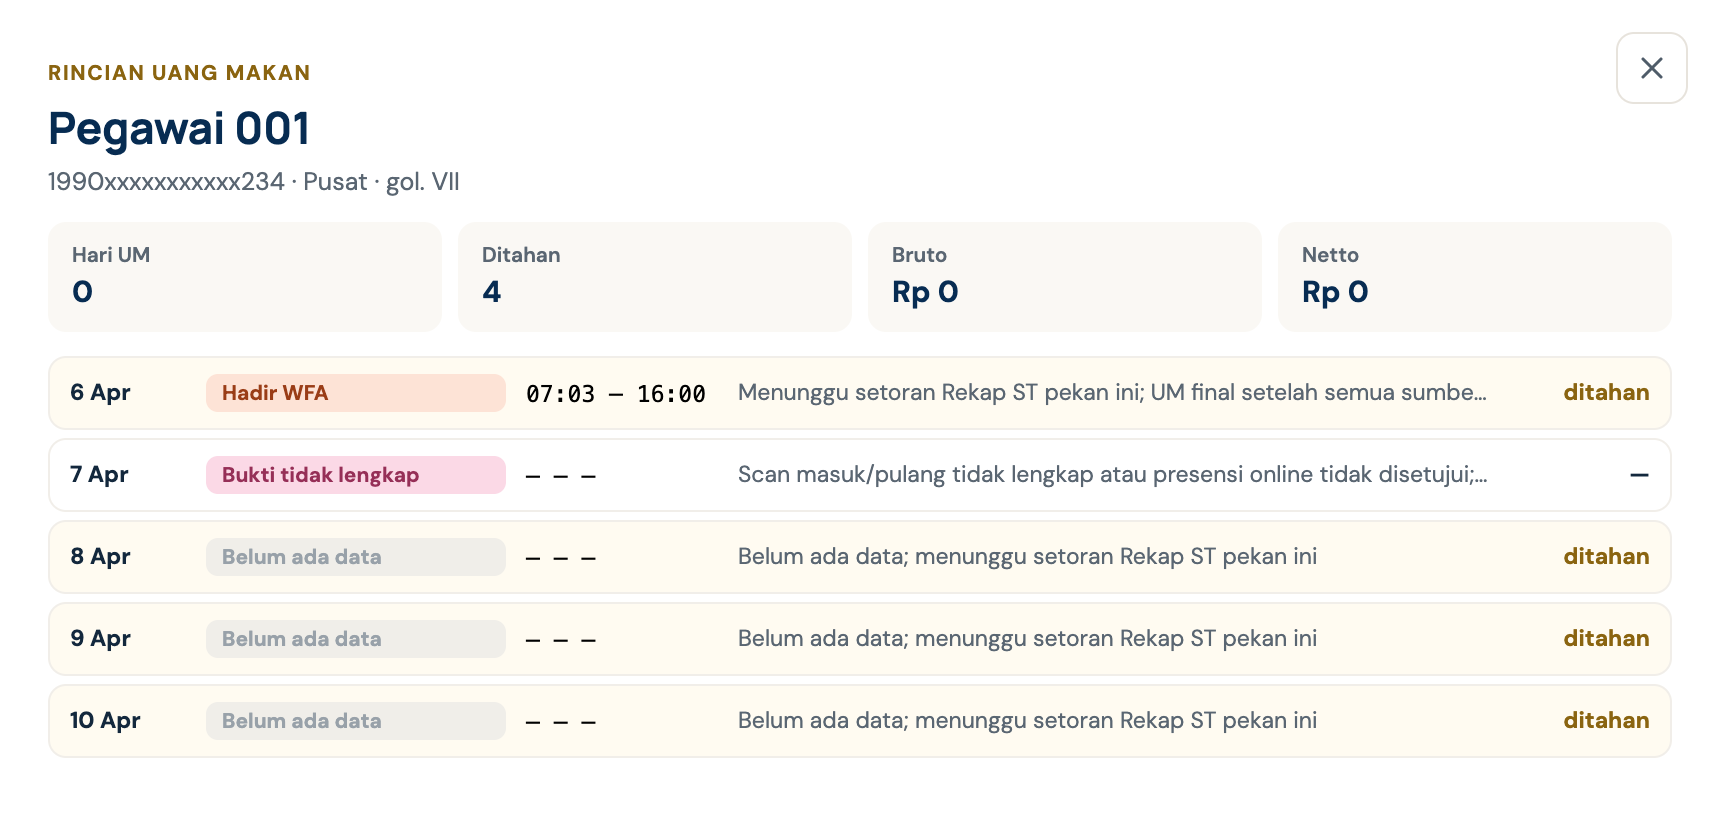 RINCIAN UANG MAKAN
Pegawai 001
1990xxxxxxxxxxx234 · Pusat · gol. VII
Hari UM
0
Ditahan
4
Bruto
Rp 0
Netto
Rp 0
6 Apr Hadir WFA 07:03 – 16:00 Menunggu setoran Rekap ST pekan ini; UM final setelah semua sumbe... ditahan
7 Apr Bukti tidak lengkap – – – Scan masuk/pulang tidak lengkap atau presensi online tidak disetujui;... –
8 Apr Belum ada data – – – Belum ada data; menunggu setoran Rekap ST pekan ini ditahan
9 Apr Belum ada data – – – Belum ada data; menunggu setoran Rekap ST pekan ini ditahan
10 Apr Belum ada data – – – Belum ada data; menunggu setoran Rekap ST pekan ini ditahan